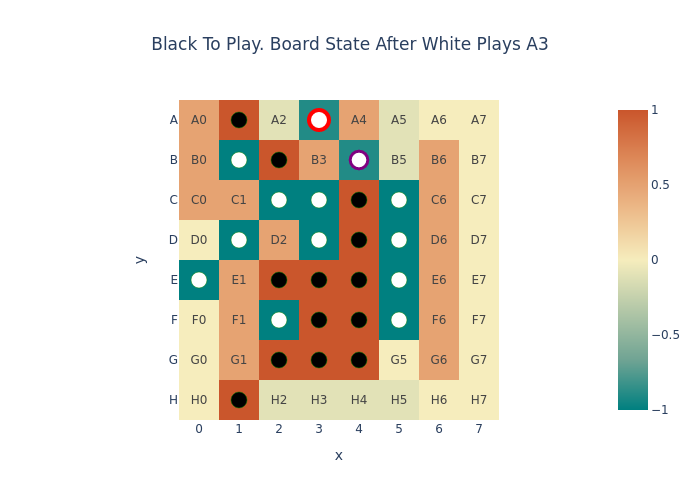 Black To Play. Board State After White Plays A3
A A0 A2 A4 A5 A6 A7 1
B B0 B3 B5 B6 B7
C C0 C1 C6 C7 0.5
D D0 D2 D6 D7
y 0
E E1 E6 E7
F F0 F1 F6 F7 −0.5
G G0 G1 G5 G6 G7
H H0 H2 H3 H4 H5 H6 H7 −1
0 1 2 3 4 5 6 7
x